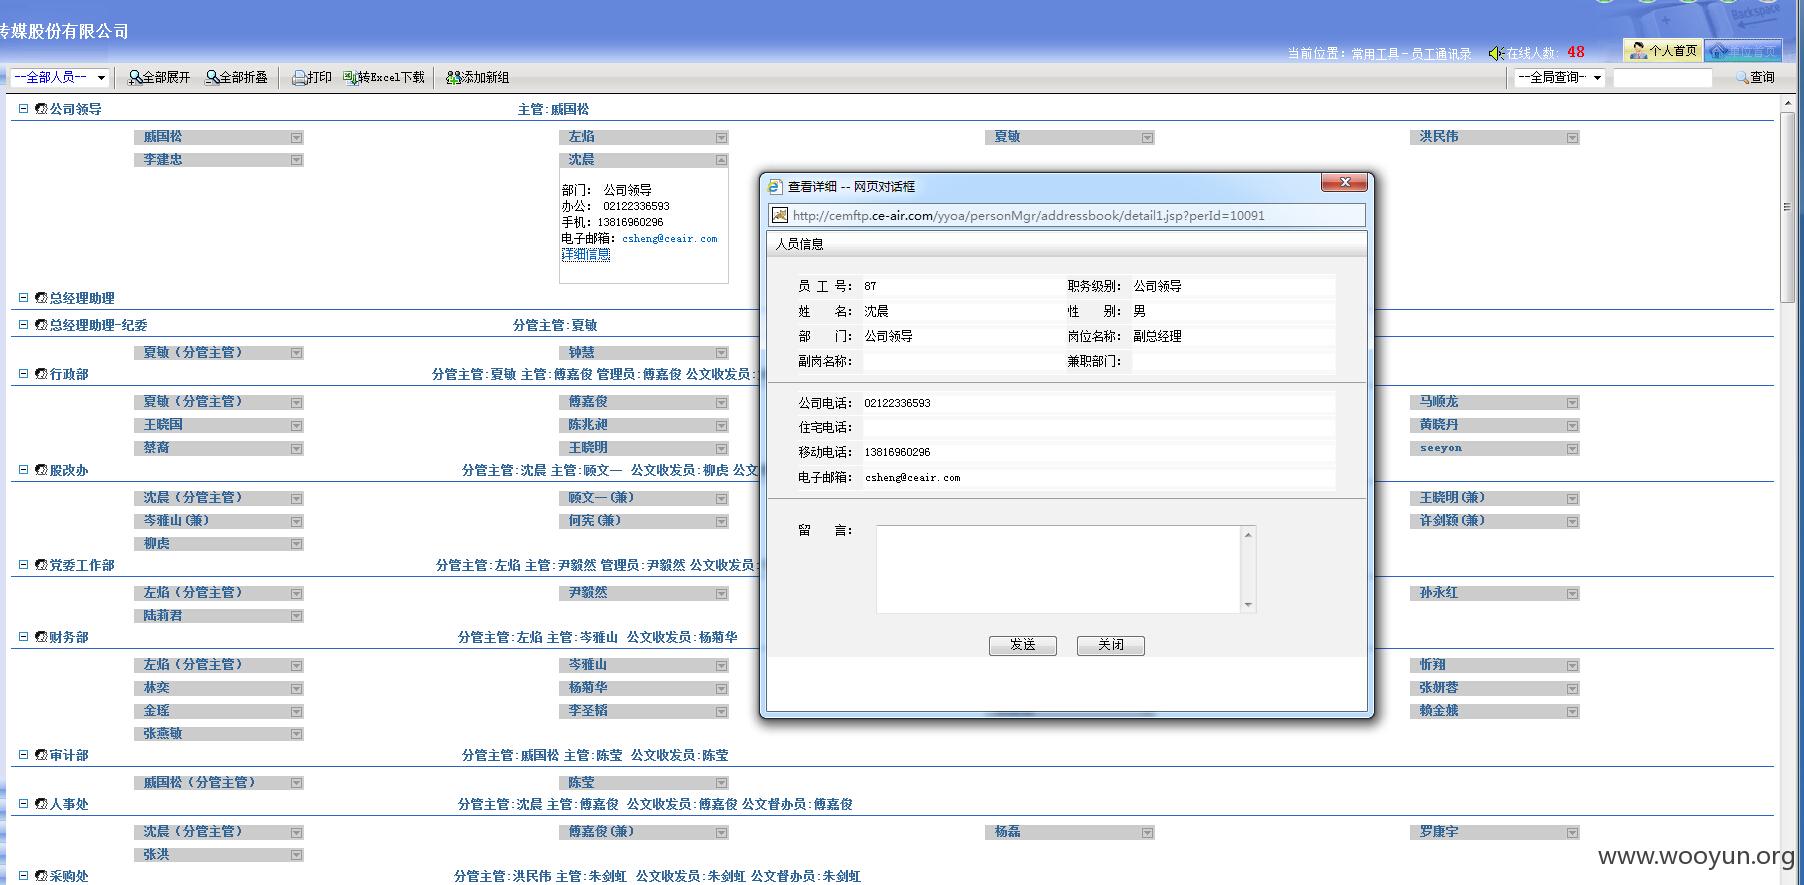 传媒股份有限公司
当前位置：常用工具－员工通讯录
在线人数：48
个人首页
单位首页
--全部人员--
全部展开
全部折叠
打印
转Excel下载
添加新组
--全局查询-
查询
公司领导 主管:戚国松
戚国松 左焰 夏敏 洪民伟
李建忠 沈晨
部门： 公司领导
办公： 02122336593
手机：13816960296
电子邮箱：csheng@ceair.com
详细信息
总经理助理
总经理助理-纪委 分管主管:夏敏
夏敏（分管主管） 钟慧
行政部 分管主管:夏敏 主管:傅嘉俊 管理员:傅嘉俊 公文收发员:
夏敏（分管主管） 傅嘉俊 马顺龙
王晓国 陈兆昶 黄晓丹
蔡裔 王晓明 seeyon
股改办 分管主管:沈晨 主管:顾文一 公文收发员:柳虎 公文
沈晨（分管主管） 顾文一(兼) 王晓明(兼)
岑雅山(兼) 何宪(兼) 许剑颖(兼)
柳虎
党委工作部 分管主管:左焰 主管:尹毅然 管理员:尹毅然 公文收发员:
左焰（分管主管） 尹毅然 孙永红
陆莉君
财务部 分管主管:左焰 主管:岑雅山 公文收发员:杨菊华
左焰（分管主管） 岑雅山 忻翔
林奕 杨菊华 张妍蓉
金瑶 李圣韬 赖金娥
张燕敏
审计部 分管主管:戚国松 主管:陈莹 公文收发员:陈莹
戚国松（分管主管） 陈莹
人事处 分管主管:沈晨 主管:傅嘉俊 公文收发员:傅嘉俊 公文督办员:傅嘉俊
沈晨（分管主管） 傅嘉俊(兼) 杨磊 罗康宇
张洪
采购处 分管主管:洪民伟 主管:朱剑虹 公文收发员:朱剑虹 公文督办员:朱剑虹
查看详细 -- 网页对话框
http://cemftp.ce-air.com/yyoa/personMgr/addressbook/detail1.jsp?perId=10091
人员信息
员 工 号： 87 职务级别： 公司领导
姓 名： 沈晨 性 别： 男
部 门： 公司领导 岗位名称： 副总经理
副岗名称： 兼职部门：
公司电话： 02122336593
住宅电话：
移动电话： 13816960296
电子邮箱： csheng@ceair.com
留 言：
发送 关闭
www.wooyun.org